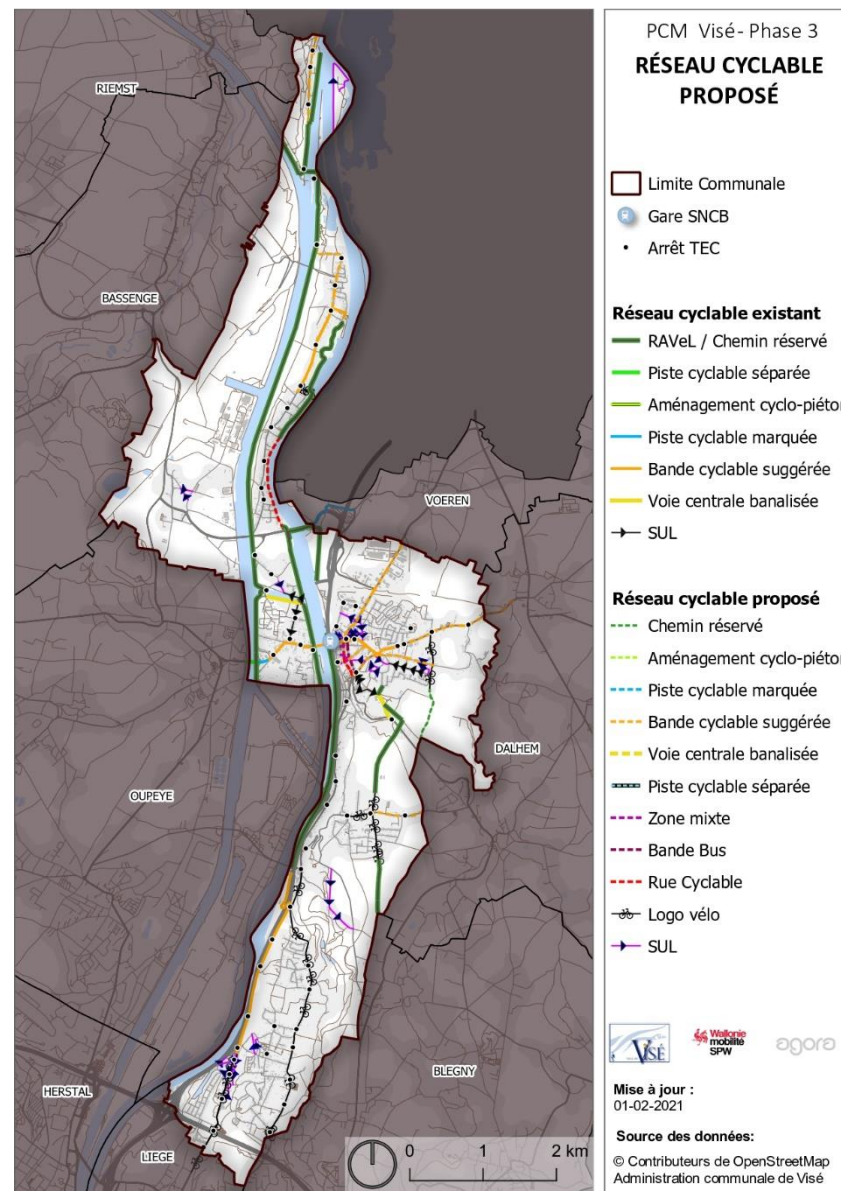 PCM Visé - Phase 3
RÉSEAU CYCLABLE
PROPOSÉ
Limite Communale
Gare SNCB
Arrêt TEC
Réseau cyclable existant
RAVeL / Chemin réservé
Piste cyclable séparée
Aménagement cyclo-piéton
Piste cyclable marquée
Bande cyclable suggérée
Voie centrale banalisée
SUL
Réseau cyclable proposé
Chemin réservé
Aménagement cyclo-piéton
Piste cyclable marquée
Bande cyclable suggérée
Voie centrale banalisée
Piste cyclable séparée
Zone mixte
Bande Bus
Rue Cyclable
Logo vélo
SUL
VISÉ
Wallonie
mobilité
SPW
agora
Mise à jour :
01-02-2021
Source des données:
© Contributeurs de OpenStreetMap
Administration communale de Visé
RIEMST
BASSENGE
VOEREN
DALHEM
OUPEYE
BLEGNY
HERSTAL
LIEGE
0 1 2 km